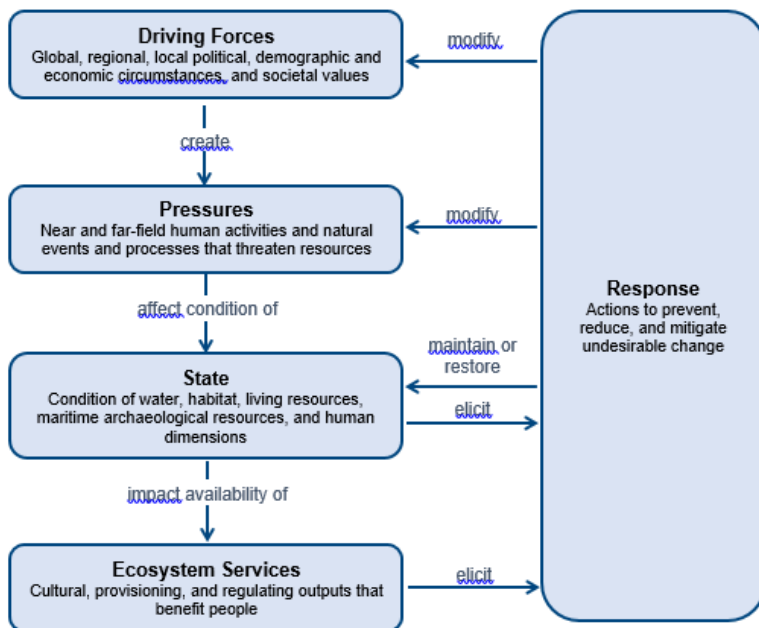 Driving Forces
Global, regional, local political, demographic and
economic circumstances, and societal values
modify
create
Pressures
Near and far-field human activities and natural
events and processes that threaten resources
modify
Response
Actions to prevent,
reduce, and mitigate
undesirable change
affect condition of
State
Condition of water, habitat, living resources,
maritime archaeological resources, and human
dimensions
maintain or
restore
elicit
impact availability of
Ecosystem Services
Cultural, provisioning, and regulating outputs that
benefit people
elicit